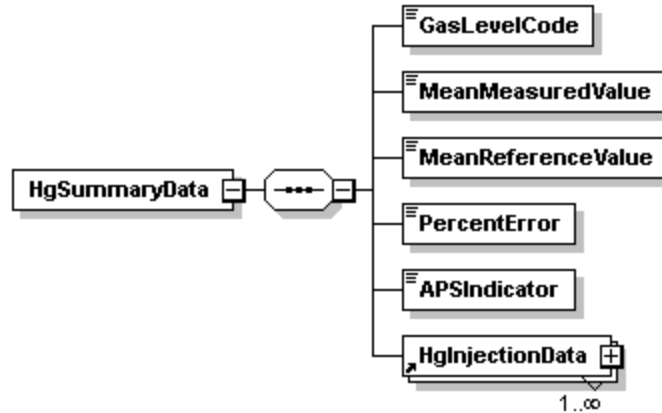 GasLevelCode
MeanMeasuredValue
MeanReferenceValue
HgSummaryData
PercentError
APSIndicator
HgInjectionData
1..∞